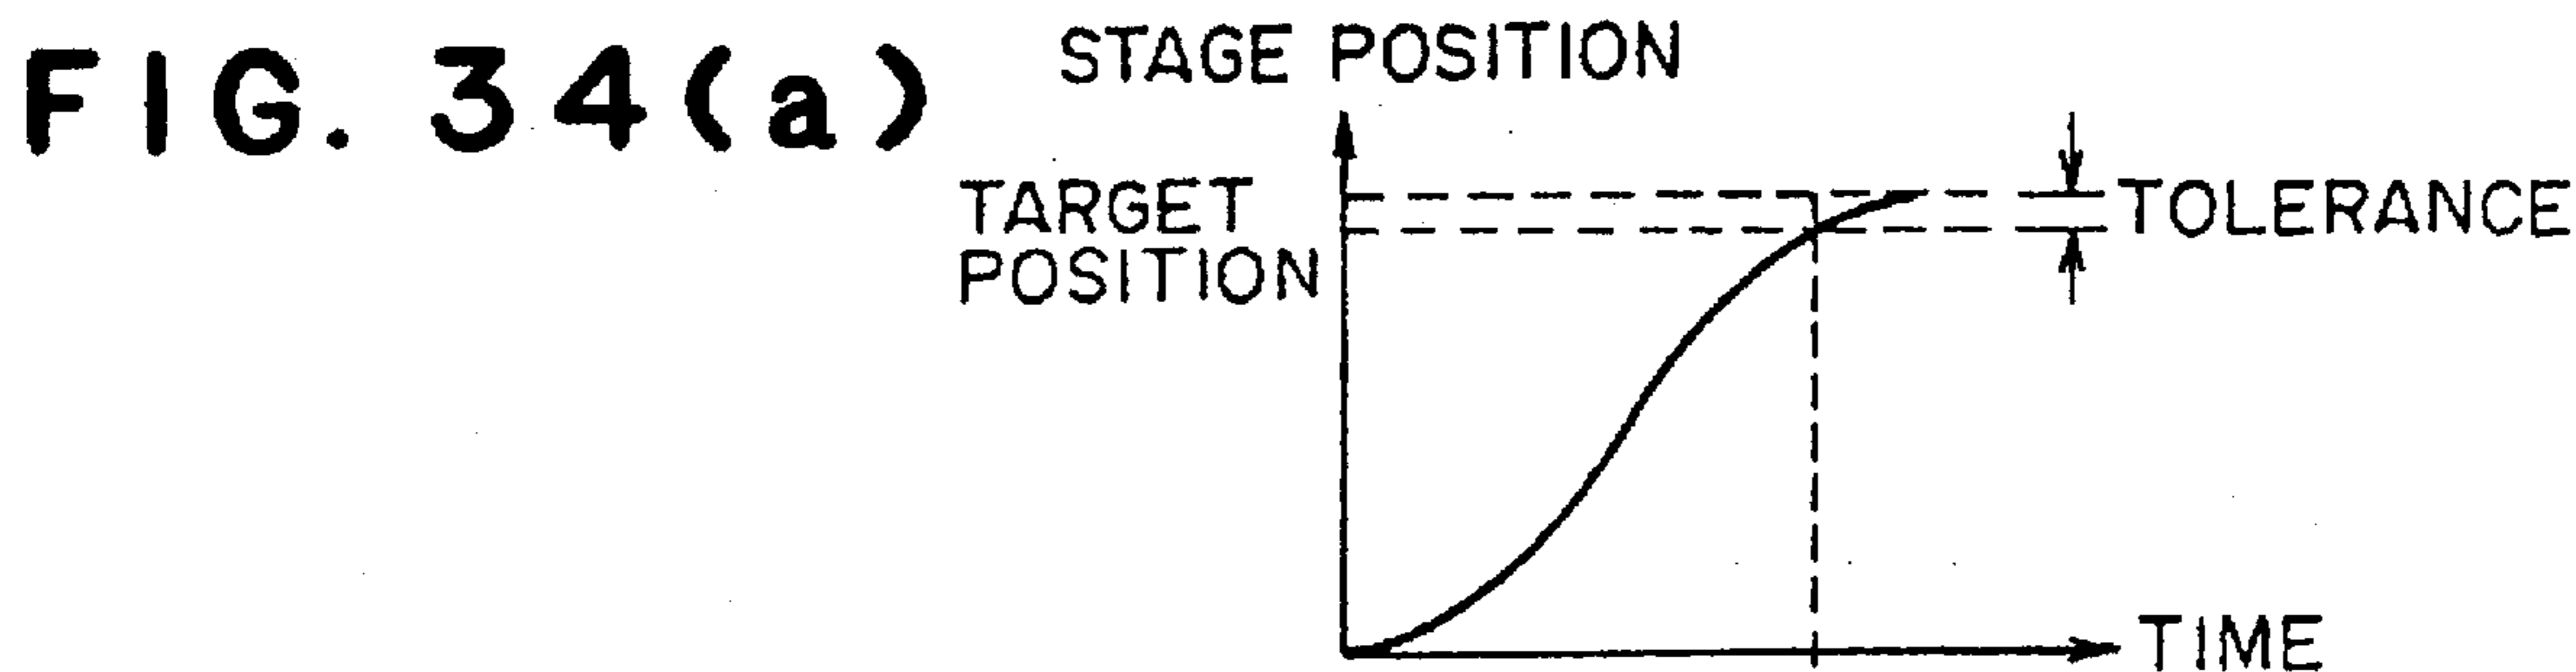 FIG. 34(a)
STAGE POSITION
TARGET
POSITION
TOLERANCE
TIME